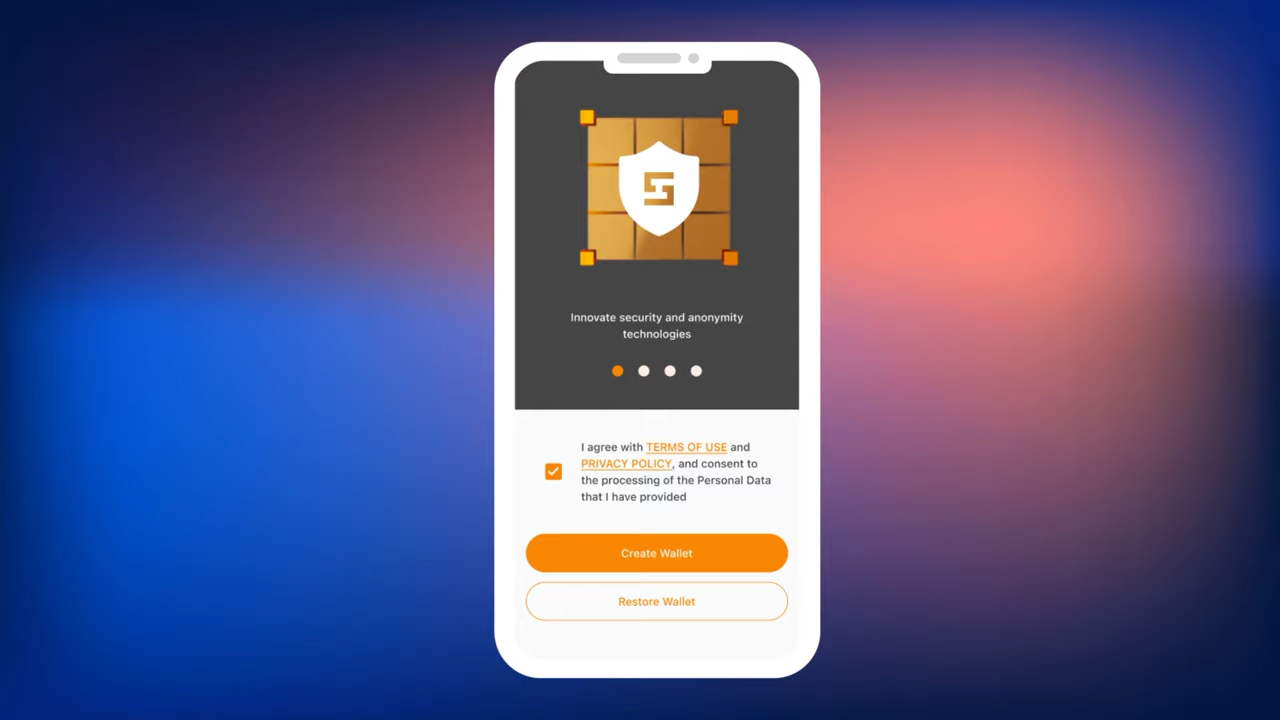 S
Innovate security and anonymity
technologies
I agree with TERMS OF USE and
PRIVACY POLICY, and consent to
the processing of the Personal Data
that I have provided
Create Wallet
Restore Wallet